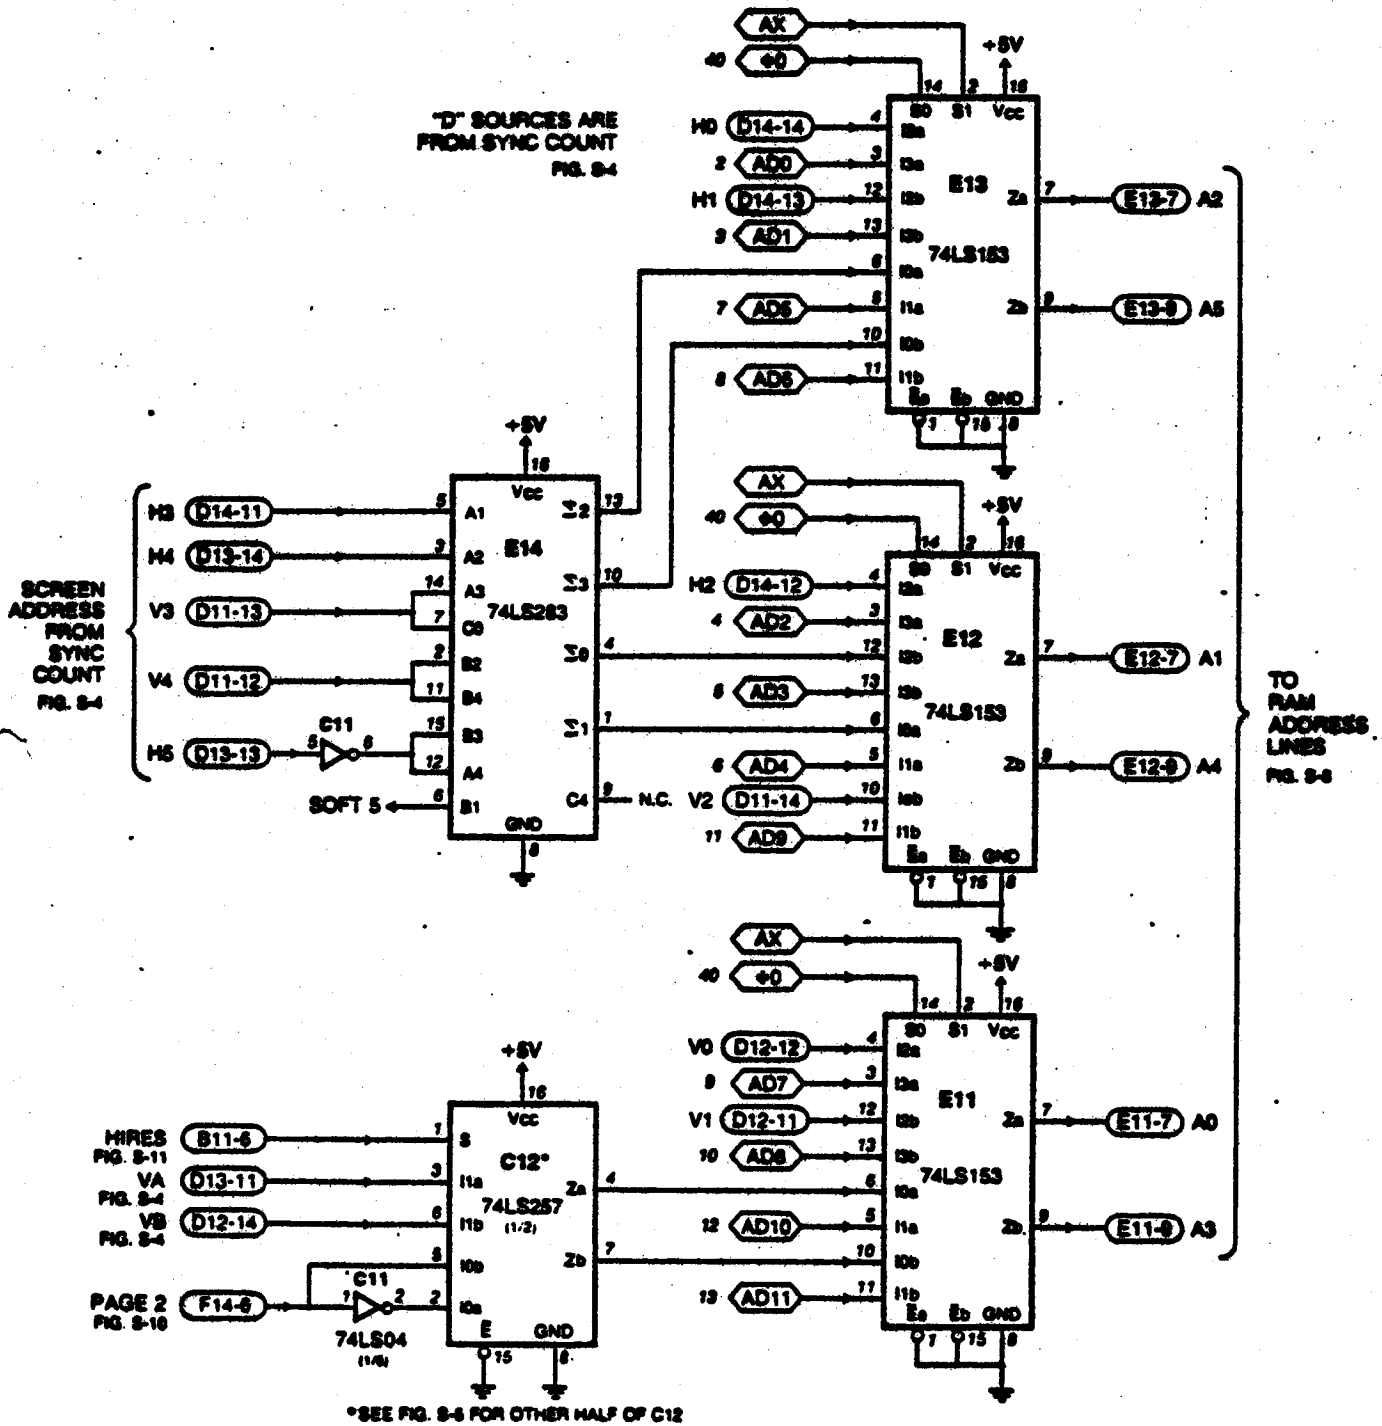 "D" SOURCES ARE
FROM SYNC COUNT
FIG. S-4
AX
40 Φ0
+5V
14 2 16
S0 S1 Vcc
H0 D14-14 4 I2a
2 AD0 3 I3a
H1 D14-13 12 I2b
3 AD1 13 I3b
6 I0a
7 AD5 5 I1a
10 I0b
8 AD6 11 I1b
E13
74LS153
Za 7 E13-7 A2
Zb 9 E13-9 A5
Ea Eb GND
1 15 8
SCREEN
ADDRESS
FROM
SYNC
COUNT
FIG. S-4
+5V
16
Vcc
H3 D14-11 5 A1
H4 D13-14 3 A2
14 A3
V3 D11-13
7 C0
2 B2
V4 D11-12
11 B4
C11
15 B3
H5 D13-13 5 6
12 A4
SOFT 5 6 B1
E14
74LS283
Σ2 13
Σ3 10
Σ0 4
Σ1 1
C4 9 N.C.
GND
8
AX
40 Φ0
+5V
14 2 16
S0 S1 Vcc
H2 D14-12 4 I2a
4 AD2 3 I3a
12
5 AD3 13 I3b
6 I0a
6 AD4 5 I1a
V2 D11-14 10 I0b
11 AD9 11 I1b
E12
74LS153
Za 7 E12-7 A1
Zb 9 E12-9 A4
Ea Eb GND
1 15 8
TO
RAM
ADDRESS
LINES
AX
40 Φ0
+5V
14 2 16
S0 S1 Vcc
V0 D12-12 4 I2a
9 AD7 3 I3a
V1 D12-11 12 I2b
10 AD8 13 I3b
6 I0a
12 AD10 5 I1a
10 I0b
13 AD11 11 I1b
E11
74LS153
Za 7 E11-7 A0
Zb 9 E11-9 A3
Ea Eb GND
1 15 8
+5V
16
Vcc
HIRES B11-6 1 S
FIG. S-11
VA D13-11 3 I1a
FIG. S-4
VB D12-14 6 I1b
FIG. S-4
5 I0b
C11
PAGE 2 F14-6 1 2 2 I0a
FIG. S-10
74LS04
(1/6)
C12*
74LS257
(1/2)
Za 4
Zb 7
E GND
15 8
*SEE FIG. S-6 FOR OTHER HALF OF C12